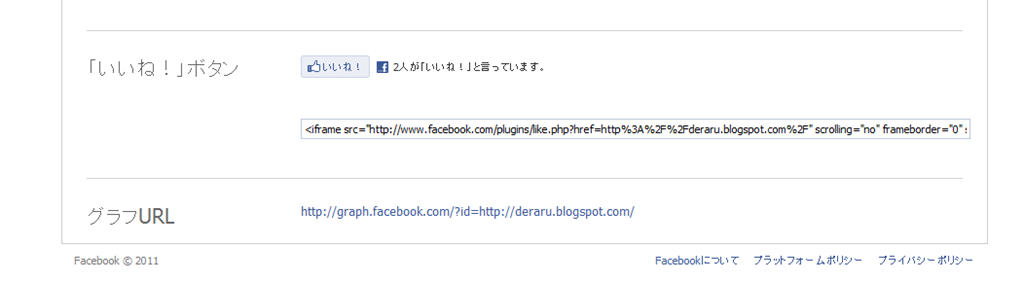 「いいね！」ボタン
いいね！ 2人が「いいね！」と言っています。
<iframe src="http://www.facebook.com/plugins/like.php?href=http%3A%2F%2Fderaru.blogspot.com%2F" scrolling="no" frameborder="0" s
グラフURL
http://graph.facebook.com/?id=http://deraru.blogspot.com/
Facebook © 2011 Facebookについて プラットフォームポリシー プライバシーポリシー